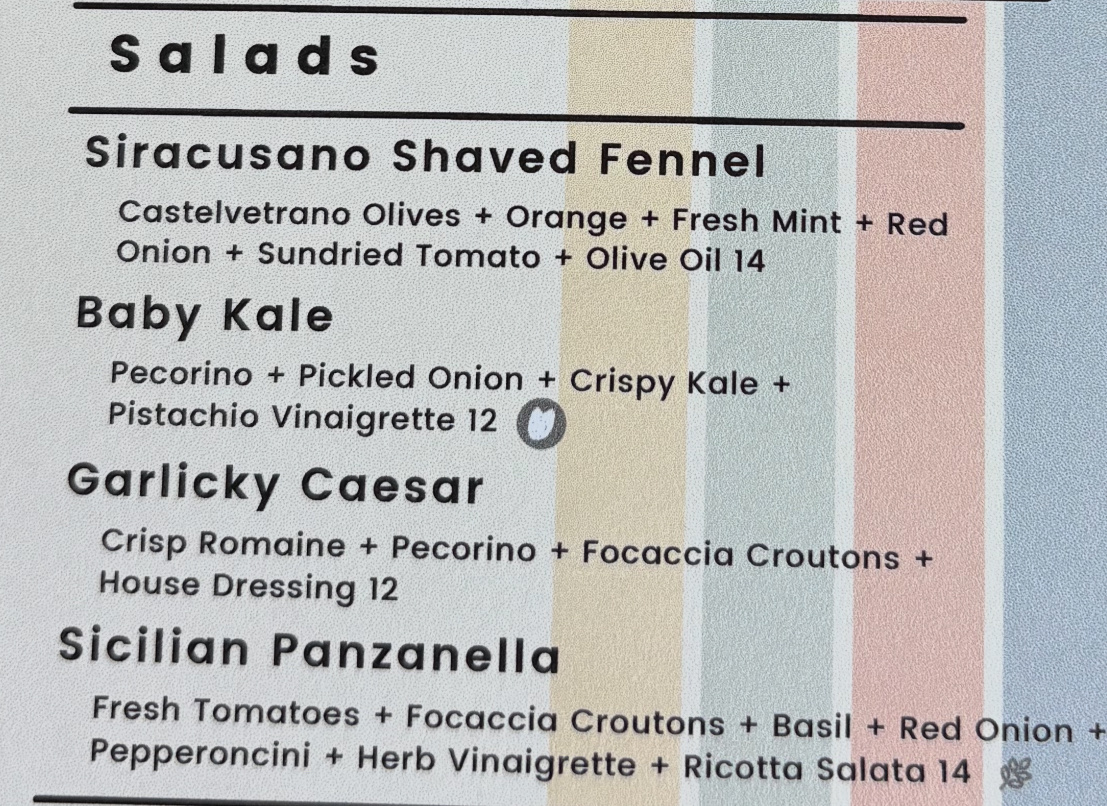 Salads
Siracusano Shaved Fennel
Castelvetrano Olives + Orange + Fresh Mint + Red
Onion + Sundried Tomato + Olive Oil 14
Baby Kale
Pecorino + Pickled Onion + Crispy Kale +
Pistachio Vinaigrette 12
Garlicky Caesar
Crisp Romaine + Pecorino + Focaccia Croutons +
House Dressing 12
Sicilian Panzanella
Fresh Tomatoes + Focaccia Croutons + Basil + Red Onion +
Pepperoncini + Herb Vinaigrette + Ricotta Salata 14